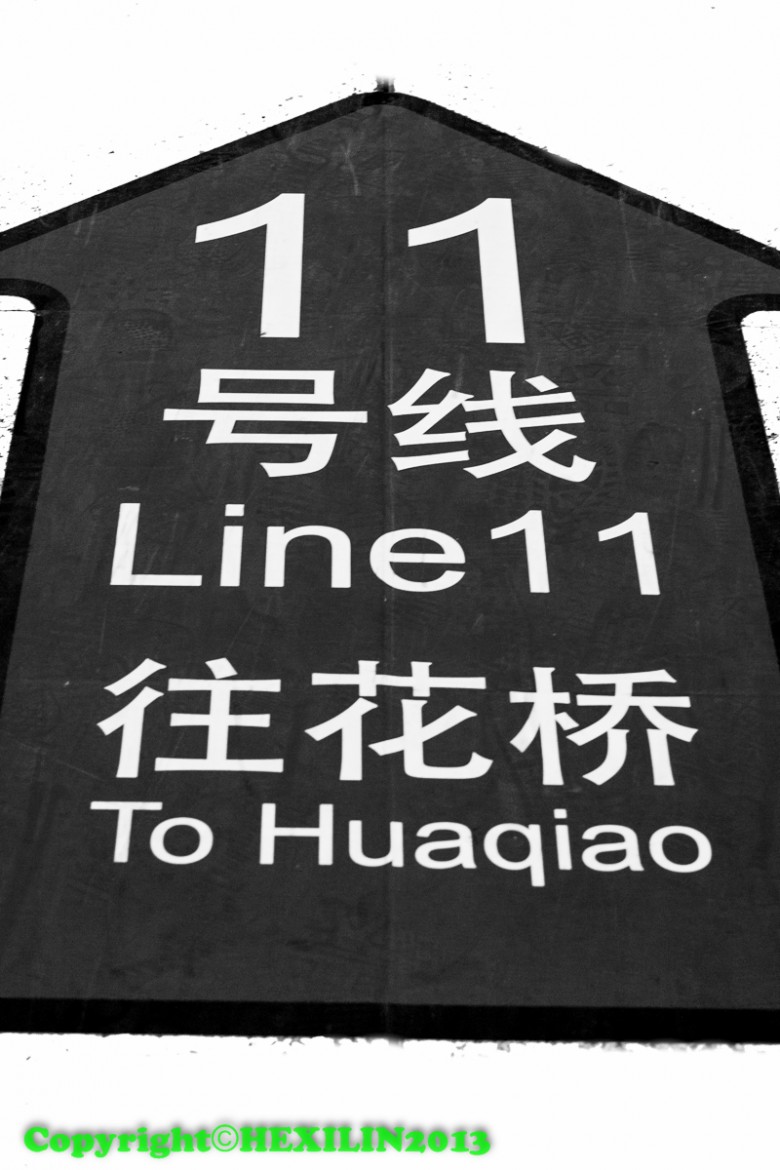 11
号线
Line11
往花桥
To Huaqiao
Copyright©HEXILIN2013